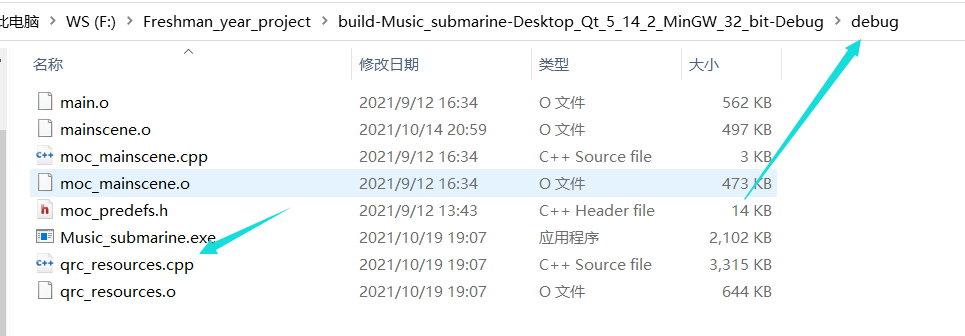 比电脑 › WS (F:) › Freshman_year_project › build-Music_submarine-Desktop_Qt_5_14_2_MinGW_32_bit-Debug › debug
名称 修改日期 类型 大小
main.o 2021/9/12 16:34 O 文件 562 KB
mainscene.o 2021/10/14 20:59 O 文件 497 KB
moc_mainscene.cpp 2021/9/12 16:34 C++ Source file 3 KB
moc_mainscene.o 2021/9/12 16:34 O 文件 473 KB
moc_predefs.h 2021/9/12 13:43 C++ Header file 14 KB
Music_submarine.exe 2021/10/19 19:07 应用程序 2,102 KB
qrc_resources.cpp 2021/10/19 19:07 C++ Source file 3,315 KB
qrc_resources.o 2021/10/19 19:07 O 文件 644 KB